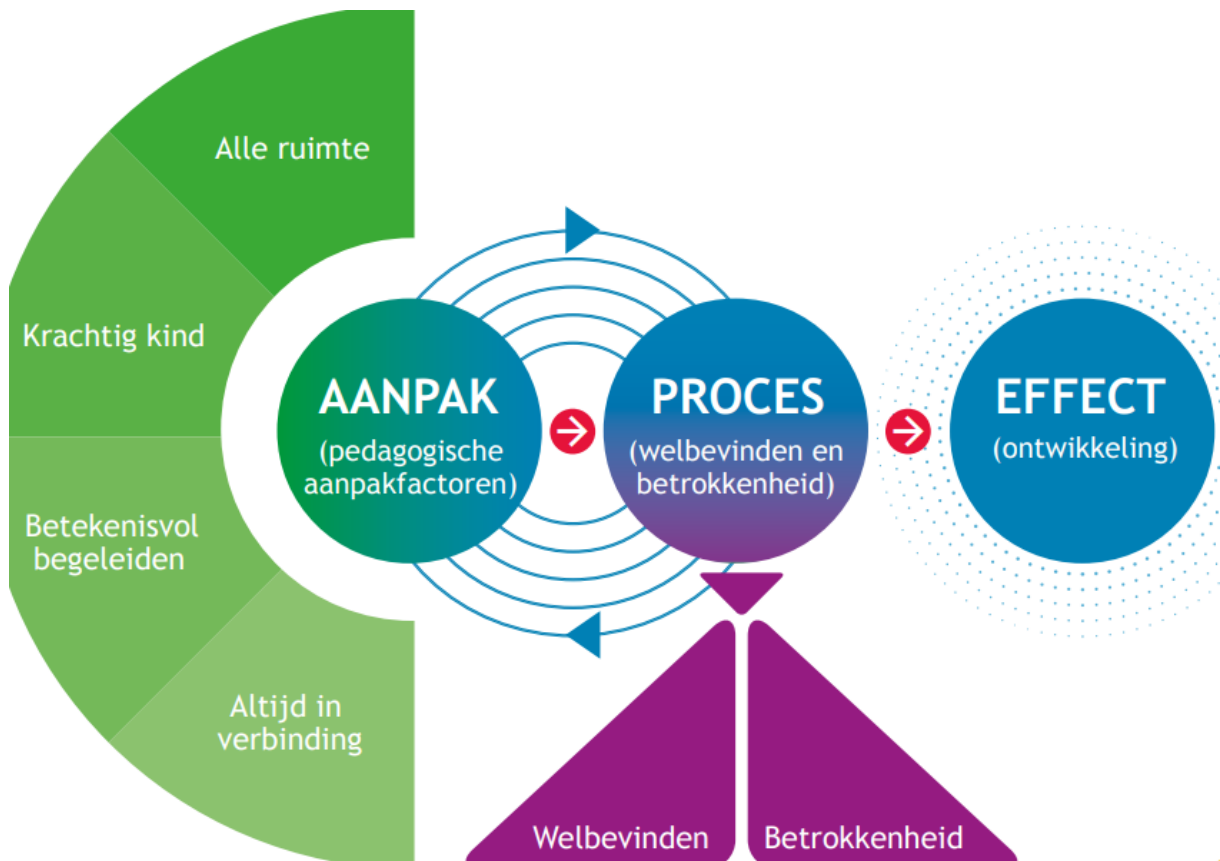 Alle ruimte
Krachtig kind
Betekenisvol
begeleiden
Altijd in
verbinding
AANPAK
(pedagogische
aanpakfactoren)
PROCES
(welbevinden en
betrokkenheid)
EFFECT
(ontwikkeling)
Welbevinden
Betrokkenheid